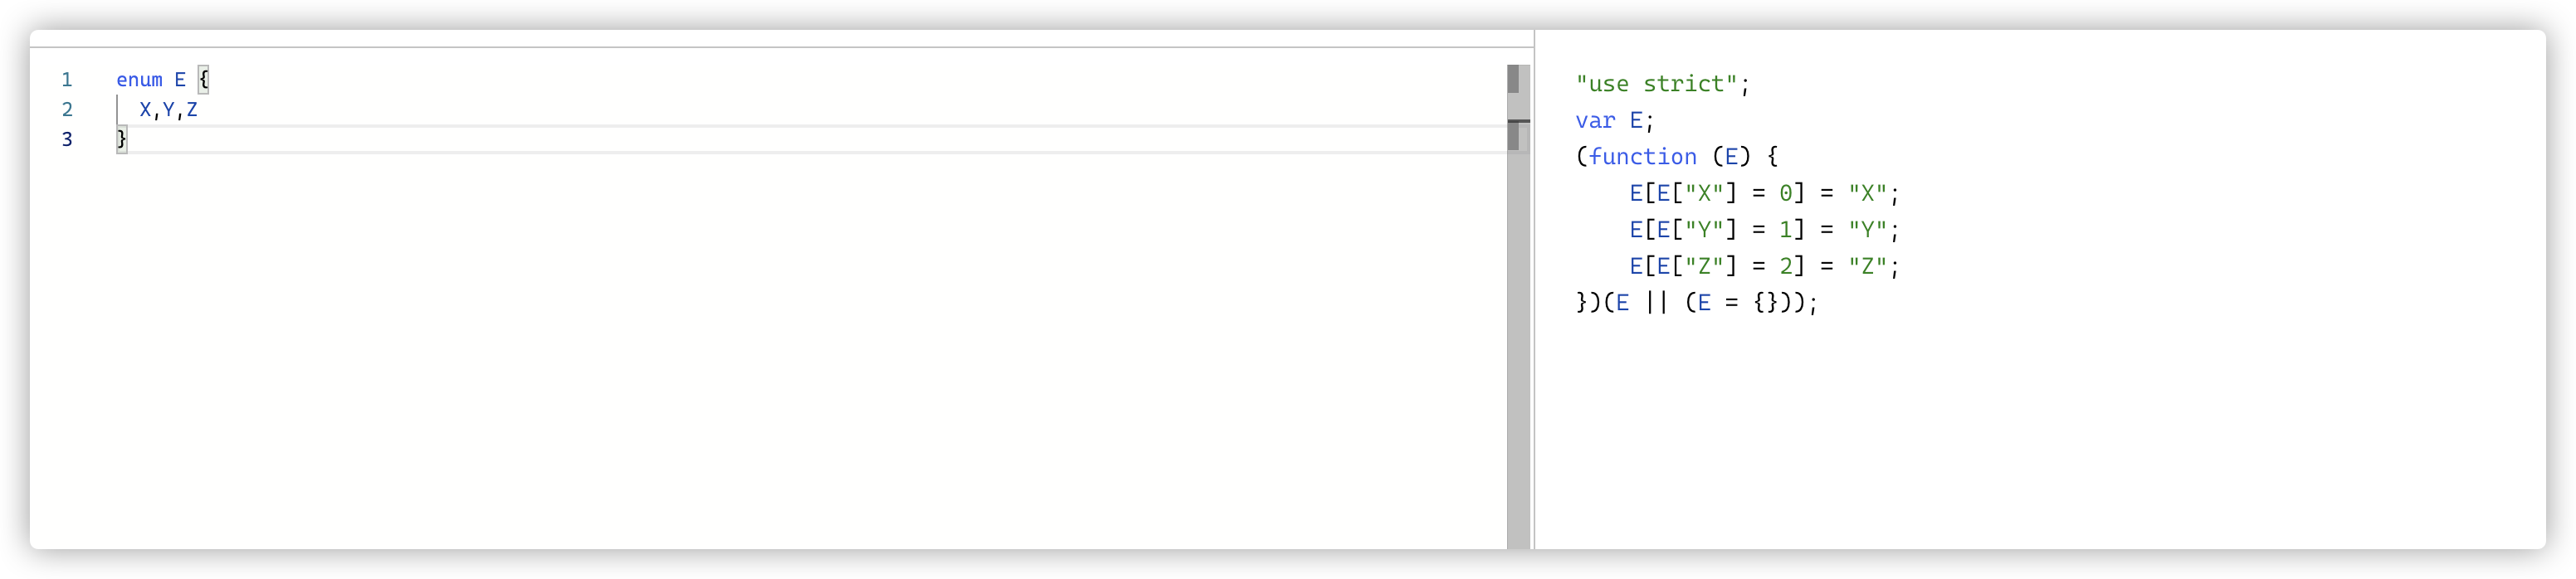 1 enum E {
2 X,Y,Z
3 }
"use strict";
var E;
(function (E) {
    E[E["X"] = 0] = "X";
    E[E["Y"] = 1] = "Y";
    E[E["Z"] = 2] = "Z";
})(E || (E = {}));